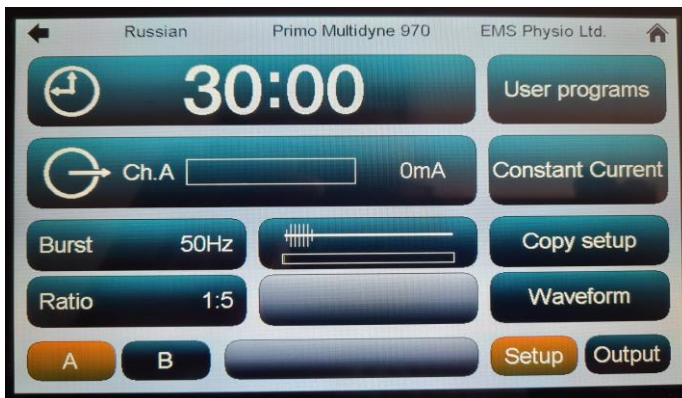 Russian Primo Multidyne 970 EMS Physio Ltd.
30:00 User programs
Ch.A 0mA Constant Current
Burst 50Hz Copy setup
Ratio 1:5 Waveform
A B Setup Output